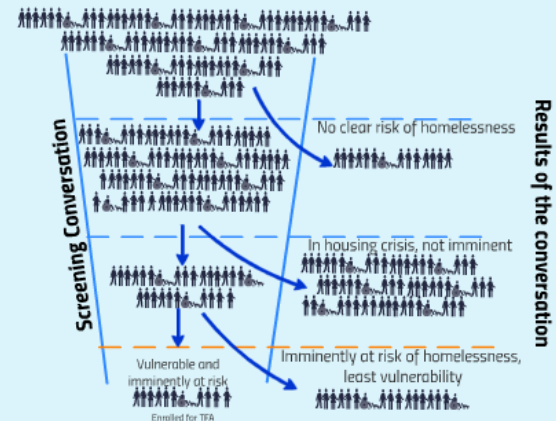 Screening Conversation
No clear risk of homelessness
In housing crisis, not imminent
Vulnerable and
imminently at risk
Enrolled for TFA
Imminently at risk of homelessness,
least vulnerability
Results of the conversation